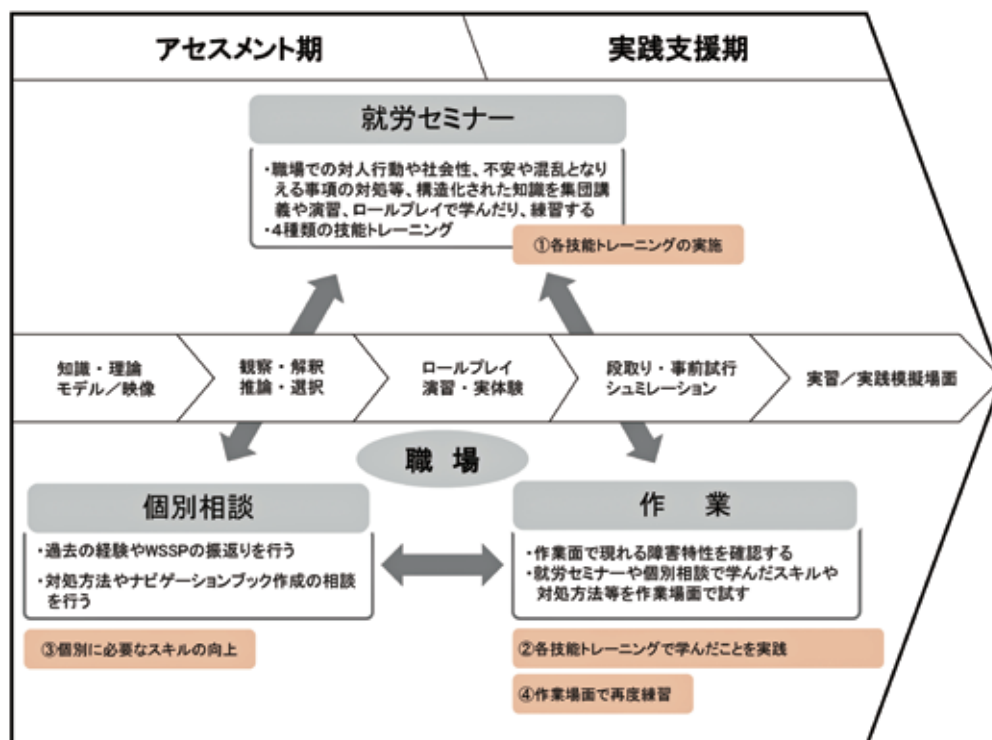 アセスメント期
実践支援期
就労セミナー
・職場での対人行動や社会性、不安や混乱となり
える事項の対処等、構造化された知識を集団講
義や演習、ロールプレイで学んだり、練習する
・4種類の技能トレーニング
①各技能トレーニングの実施
知識・理論
モデル／映像
観察・解釈
推論・選択
ロールプレイ
演習・実体験
段取り・事前試行
シュミレーション
実習／実践模擬場面
職 場
個別相談
・過去の経験やWSSPの振返りを行う
・対処方法やナビゲーションブック作成の相談
を行う
③個別に必要なスキルの向上
作 業
・作業面で現れる障害特性を確認する
・就労セミナーや個別相談で学んだスキルや
対処方法等を作業場面で試す
②各技能トレーニングで学んだことを実践
④作業場面で再度練習